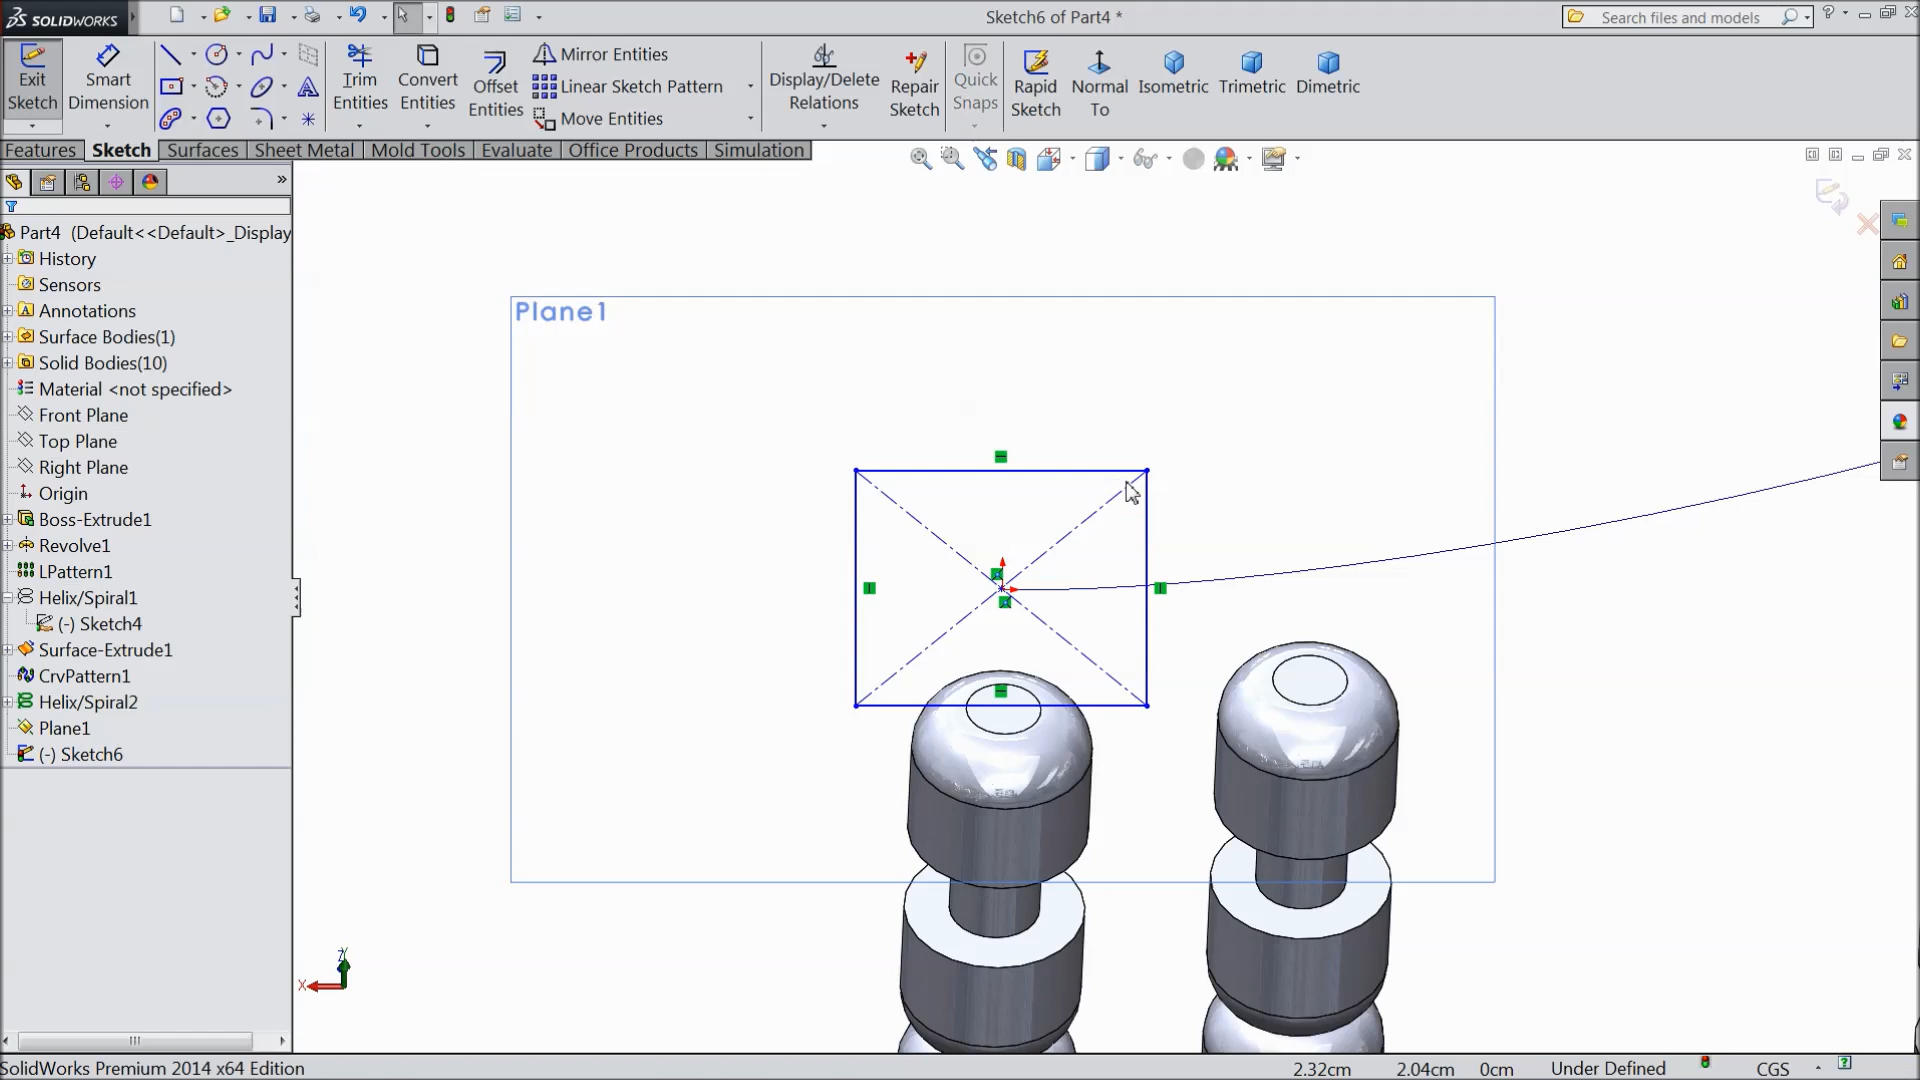 SOLIDWORKS
Sketch6 of Part4 *
Search files and models
Exit Sketch
Smart Dimension
Trim Entities
Convert Entities
Offset Entities
Mirror Entities
Linear Sketch Pattern
Move Entities
Display/Delete Relations
Repair Sketch
Quick Snaps
Rapid Sketch
Normal To
Isometric
Trimetric
Dimetric
Features Sketch Surfaces Sheet Metal Mold Tools Evaluate Office Products Simulation
Part4 (Default<<Default>_Display
History
Sensors
Annotations
Surface Bodies(1)
Solid Bodies(10)
Material <not specified>
Front Plane
Top Plane
Right Plane
Origin
Boss-Extrude1
Revolve1
LPattern1
Helix/Spiral1
(-) Sketch4
Surface-Extrude1
CrvPattern1
Helix/Spiral2
Plane1
(-) Sketch6
Plane1
X
SolidWorks Premium 2014 x64 Edition
2.32cm 2.04cm 0cm Under Defined CGS